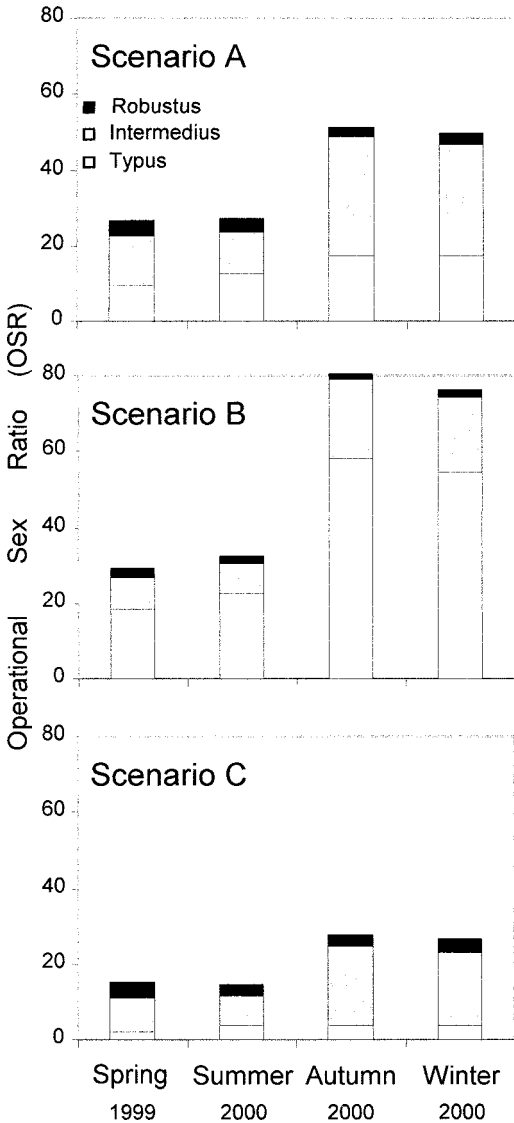 80
60
40
20
0
Scenario A
Robustus
Intermedius
Typus
80
60
40
20
0
Scenario B
80
60
40
20
0
Scenario C
Operational Sex Ratio (OSR)
Spring Summer Autumn Winter
1999 2000 2000 2000